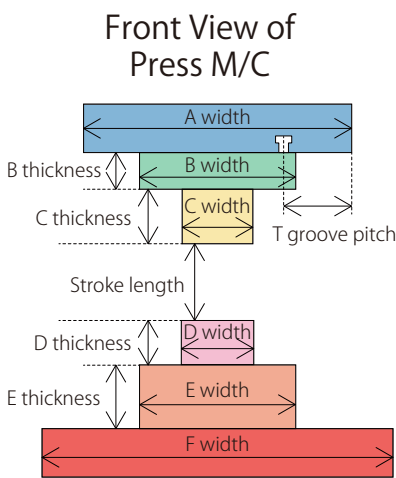 Front View of
Press M/C
A width
B thickness
B width
C thickness
C width
T groove pitch
Stroke length
D thickness
D width
E thickness
E width
F width